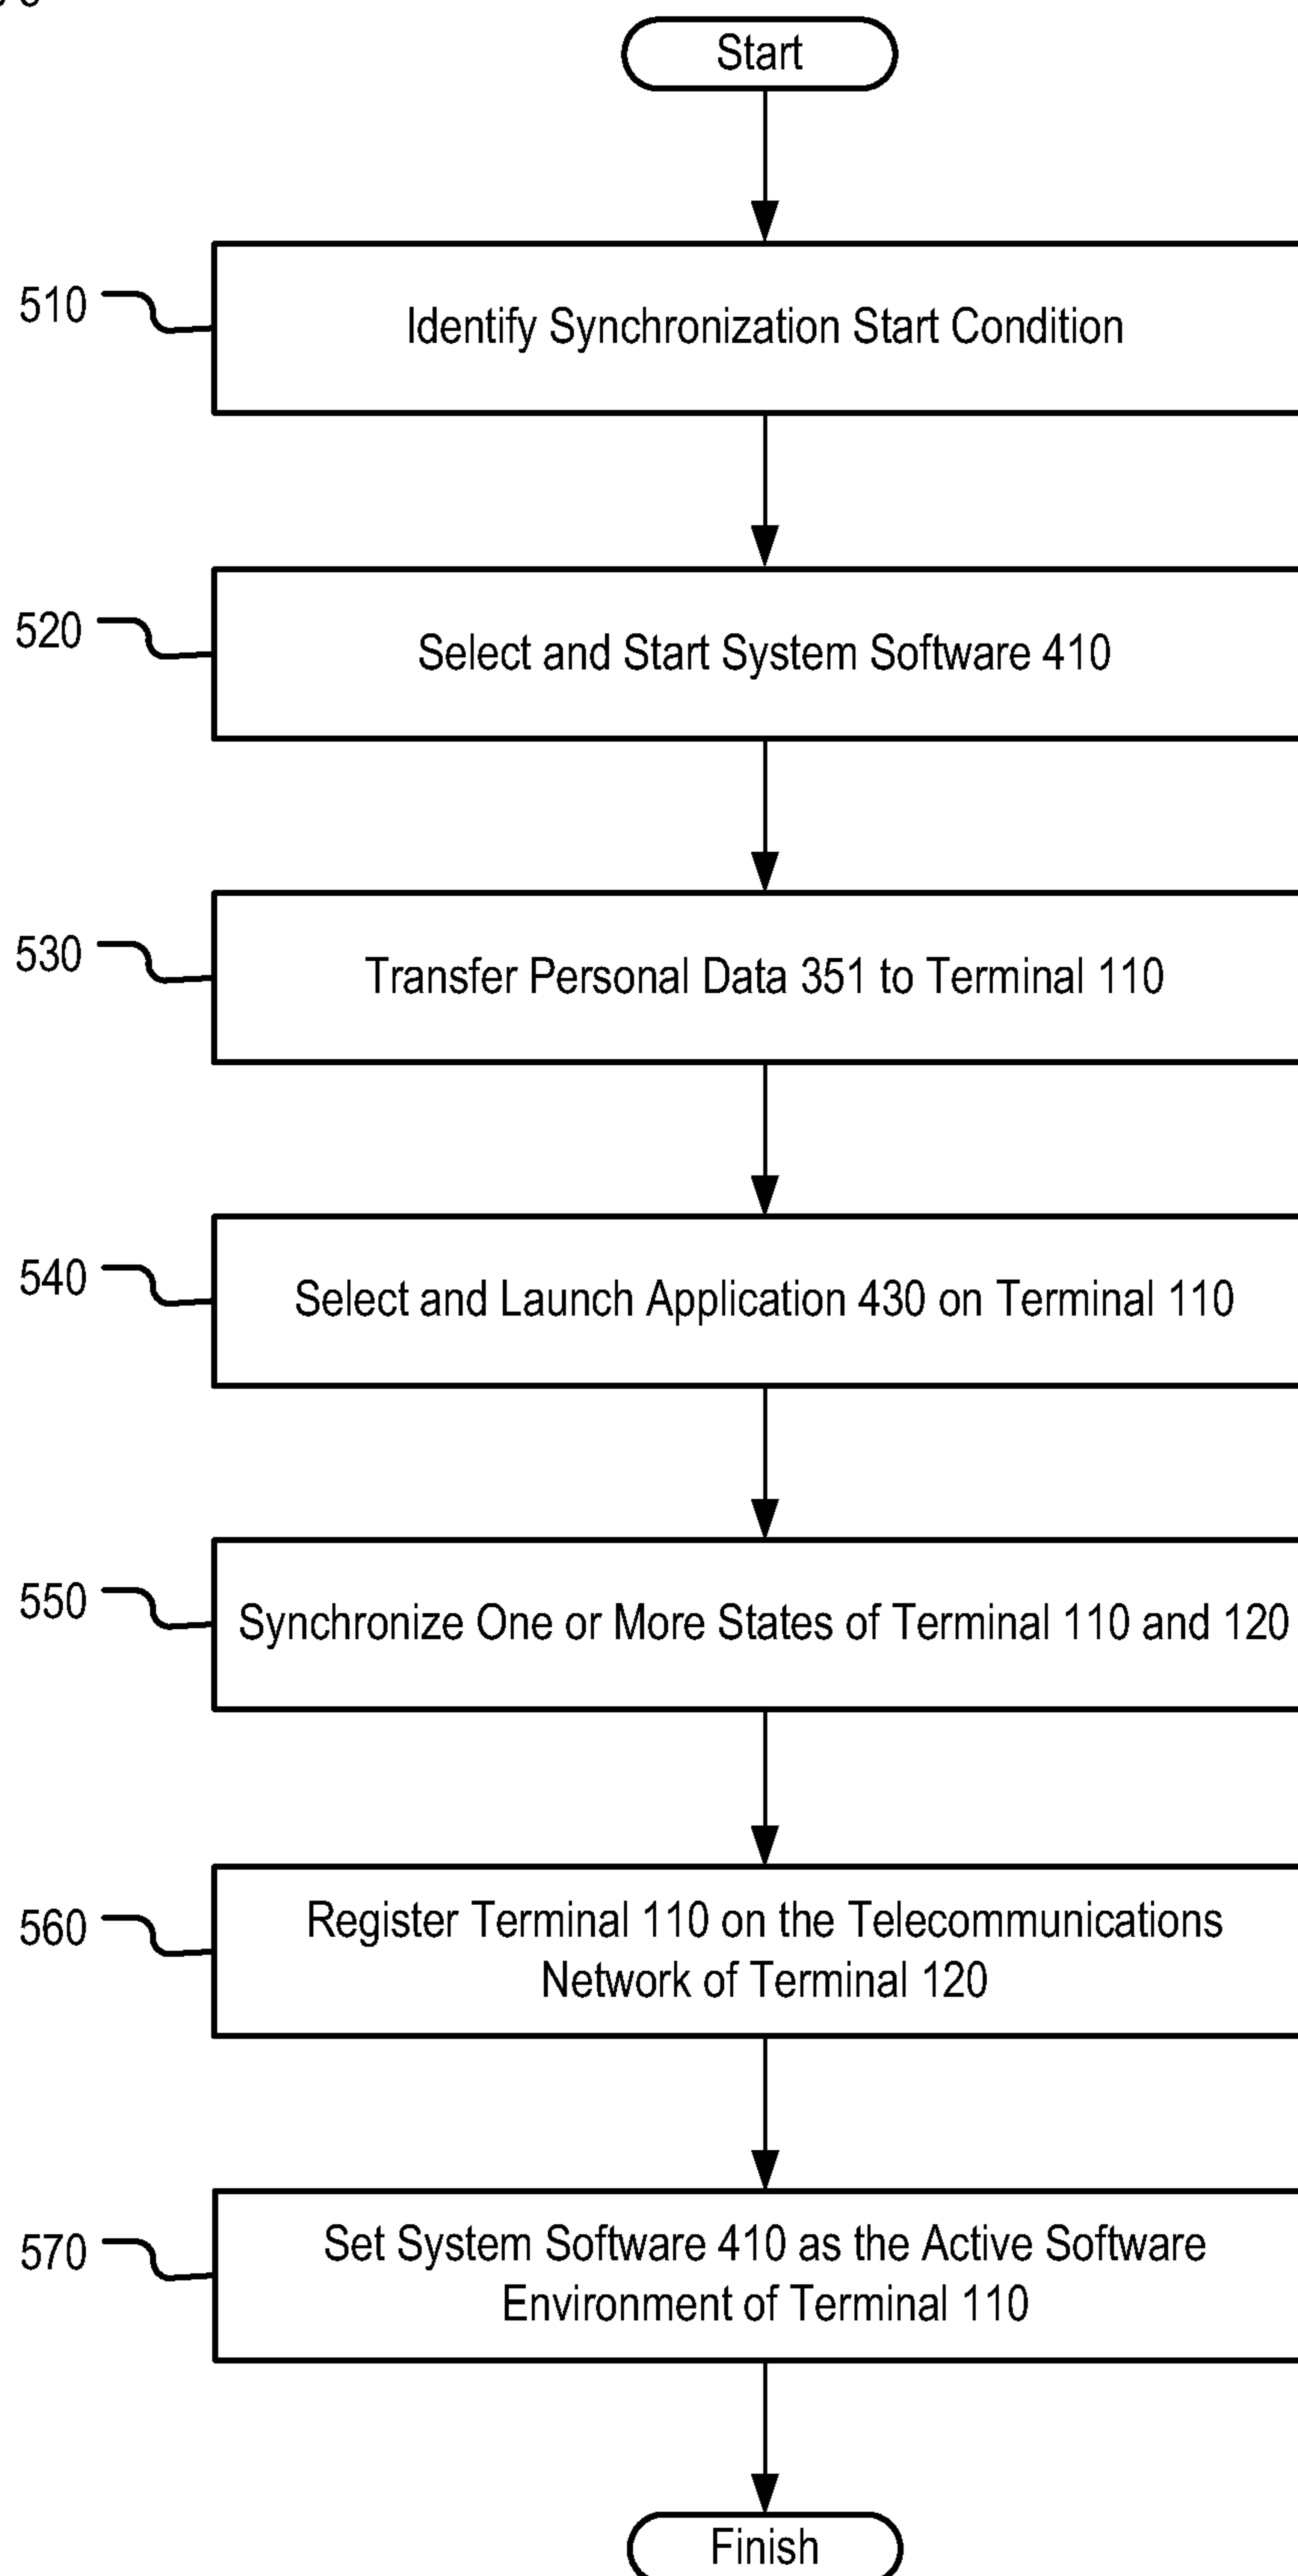 Start
510
Identify Synchronization Start Condition
520
Select and Start System Software 410
530
Transfer Personal Data 351 to Terminal 110
540
Select and Launch Application 430 on Terminal 110
550
Synchronize One or More States of Terminal 110 and 120
560
Register Terminal 110 on the Telecommunications
Network of Terminal 120
570
Set System Software 410 as the Active Software
Environment of Terminal 110
Finish